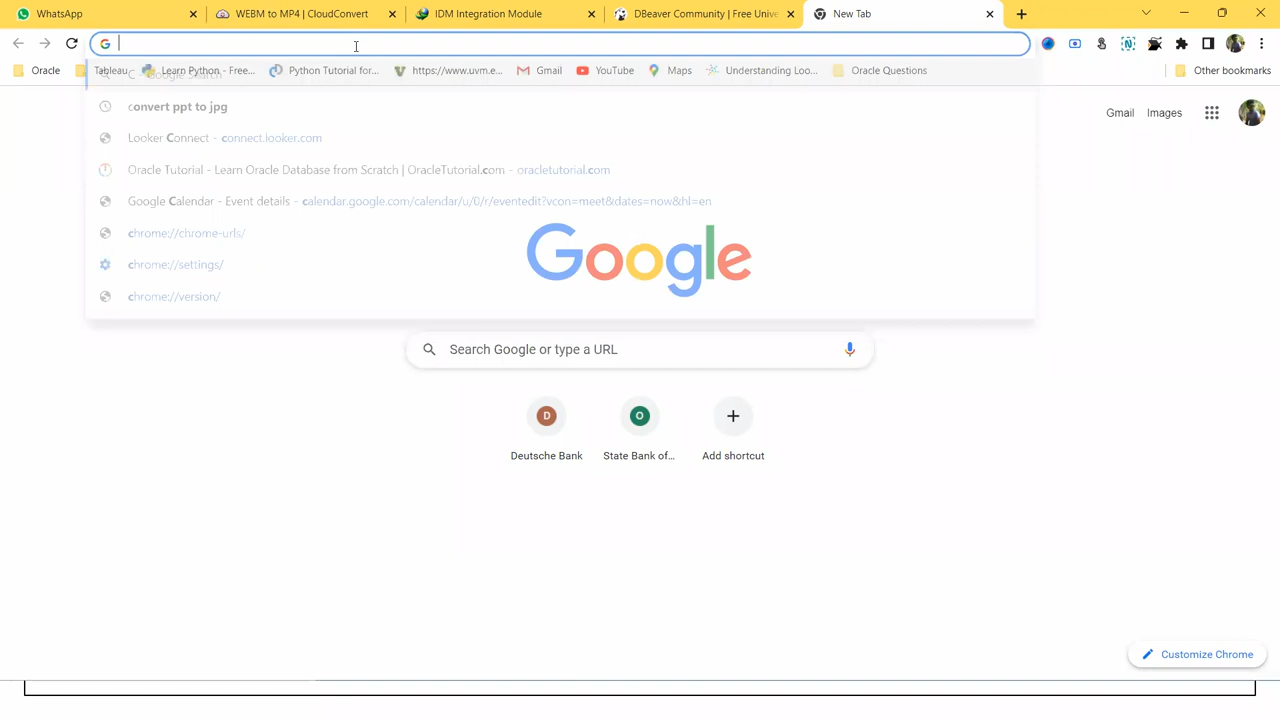 WhatsApp
WEBM to MP4 | CloudConvert
IDM Integration Module
DBeaver Community | Free Unive
New Tab
Oracle
Tableau
Learn Python - Free...
Python Tutorial for...
https://www.uvm.e...
Gmail
YouTube
Maps
Understanding Loo...
Oracle Questions
Other bookmarks
convert ppt to jpg
Looker Connect - connect.looker.com
Oracle Tutorial - Learn Oracle Database from Scratch | OracleTutorial.com - oracletutorial.com
Google Calendar - Event details - calendar.google.com/calendar/u/0/r/eventedit?vcon=meet&dates=now&hl=en
chrome://chrome-urls/
chrome://settings/
chrome://version/
Gmail
Images
Google
Search Google or type a URL
D
O
Deutsche Bank
State Bank of...
Add shortcut
Customize Chrome